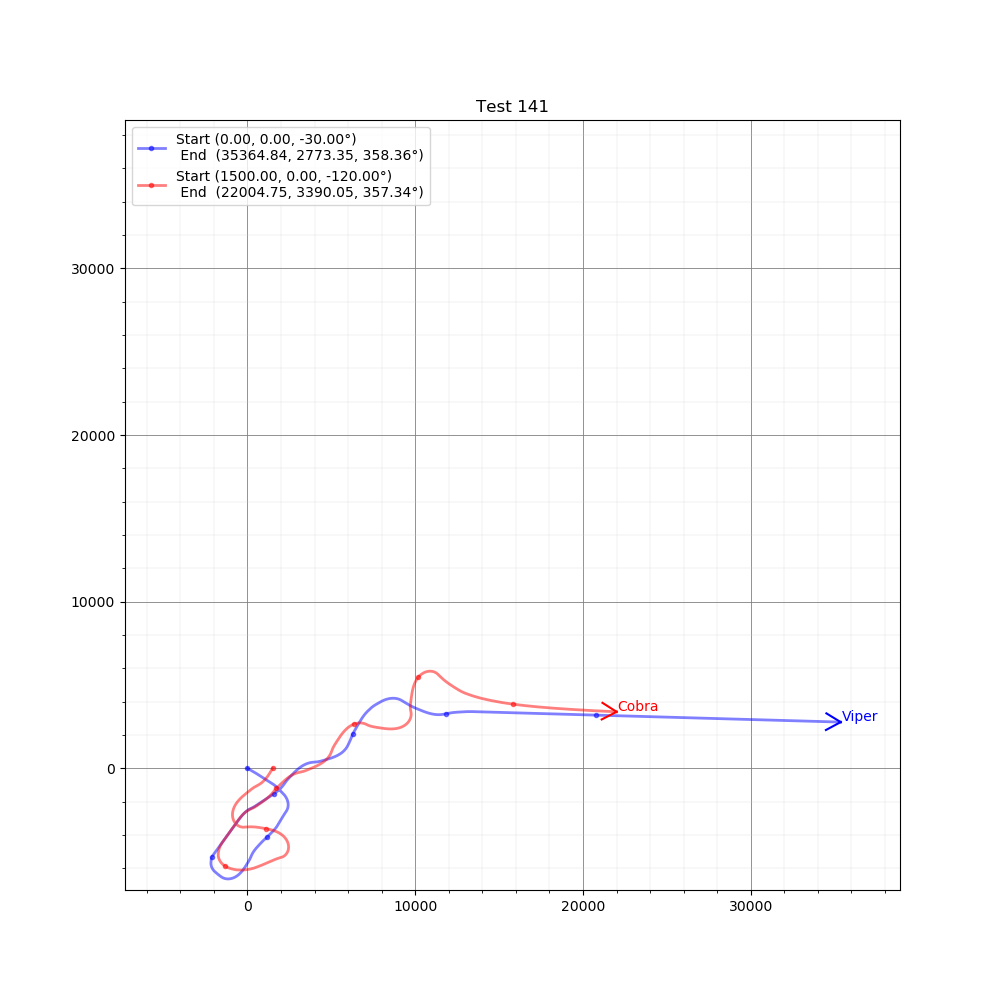 Test 141
Start (0.00, 0.00, -30.00°)
End (35364.84, 2773.35, 358.36°)
Start (1500.00, 0.00, -120.00°)
End (22004.75, 3390.05, 357.34°)
30000
20000
10000
0
Cobra
Viper
0
10000
20000
30000